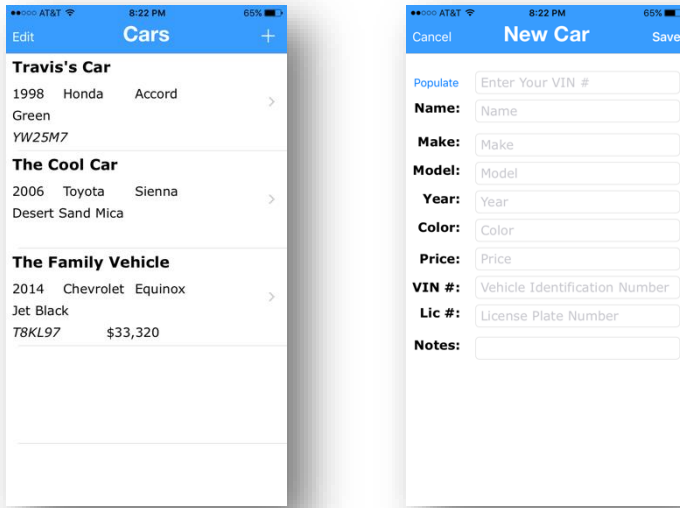 AT&T 8:22 PM 65%
Edit Cars +
Travis's Car
1998 Honda Accord
Green
YW25M7
The Cool Car
2006 Toyota Sienna
Desert Sand Mica
The Family Vehicle
2014 Chevrolet Equinox
Jet Black
T8KL97 $33,320
AT&T 8:22 PM 65%
Cancel New Car Save
Populate Enter Your VIN #
Name: Name
Make: Make
Model: Model
Year: Year
Color: Color
Price: Price
VIN #: Vehicle Identification Number
Lic #: License Plate Number
Notes: